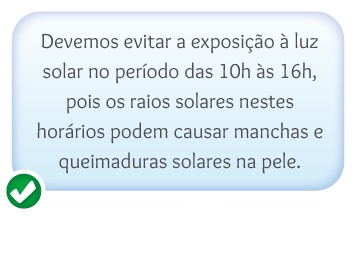 Devemos evitar a exposição à luz
solar no período das 10h às 16h,
pois os raios solares nestes
horários podem causar manchas e
queimaduras solares na pele.